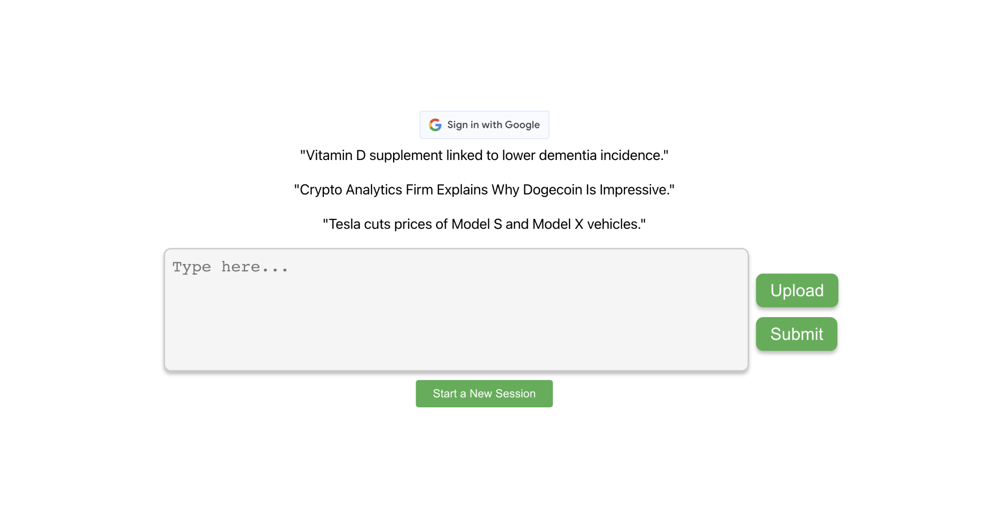 Sign in with Google
"Vitamin D supplement linked to lower dementia incidence."
"Crypto Analytics Firm Explains Why Dogecoin Is Impressive."
"Tesla cuts prices of Model S and Model X vehicles."
Type here...
Upload
Submit
Start a New Session